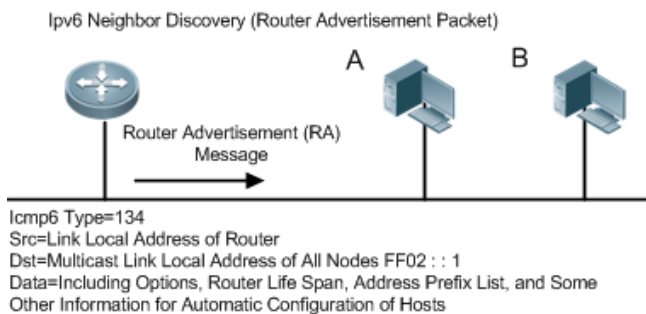 Ipv6 Neighbor Discovery (Router Advertisement Packet)
A
B
Router Advertisement (RA)
Message
Icmp6 Type=134
Src=Link Local Address of Router
Dst=Multicast Link Local Address of All Nodes FF02 : : 1
Data=Including Options, Router Life Span, Address Prefix List, and Some
Other Information for Automatic Configuration of Hosts